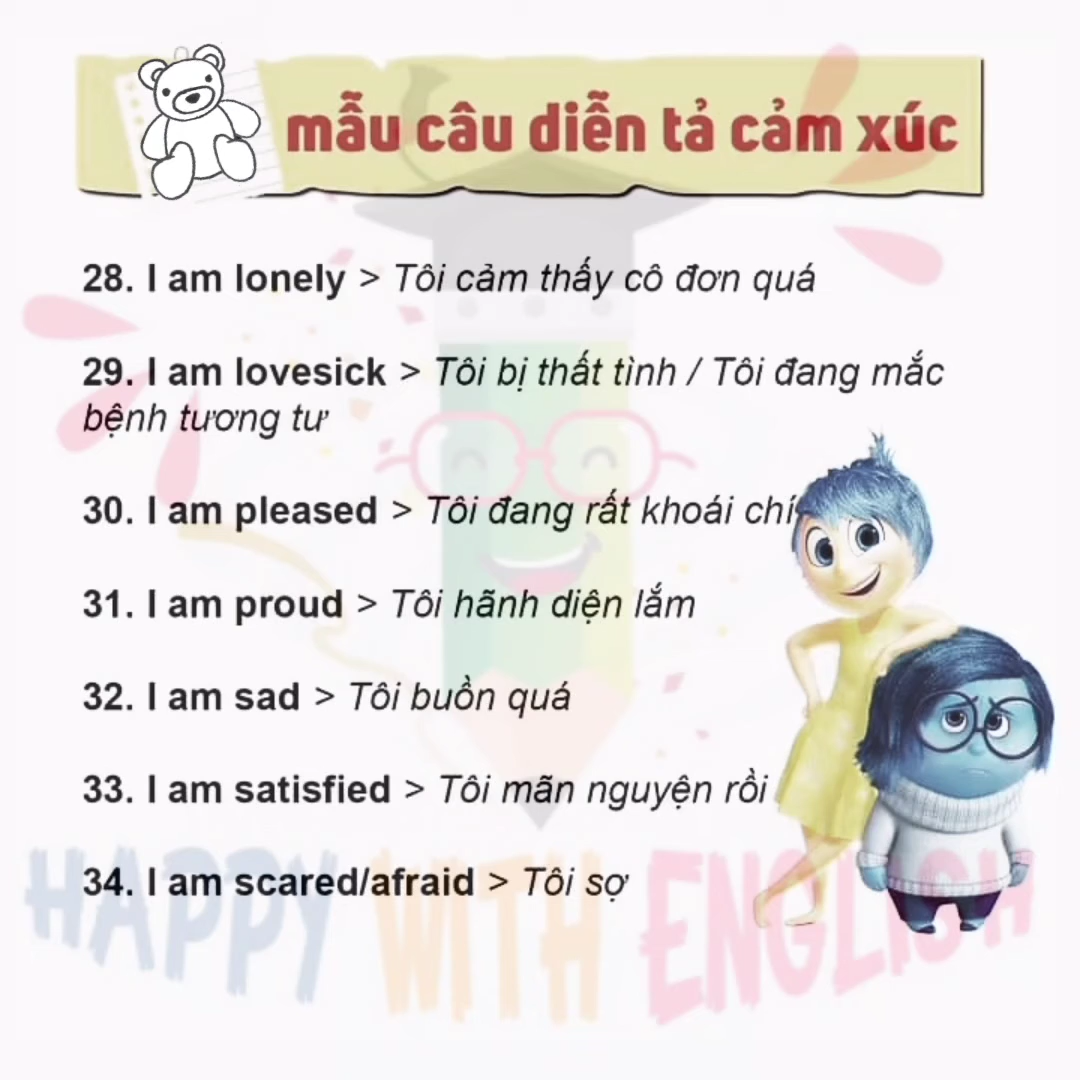 mẫu câu diễn tả cảm xúc
28. I am lonely > Tôi cảm thấy cô đơn quá
29. I am lovesick > Tôi bị thất tình / Tôi đang mắc
bệnh tương tư
30. I am pleased > Tôi đang rất khoái chí
31. I am proud > Tôi hãnh diện lắm
32. I am sad > Tôi buồn quá
33. I am satisfied > Tôi mãn nguyện rồi
34. I am scared/afraid > Tôi sợ
HAPPY WITH ENGLISH